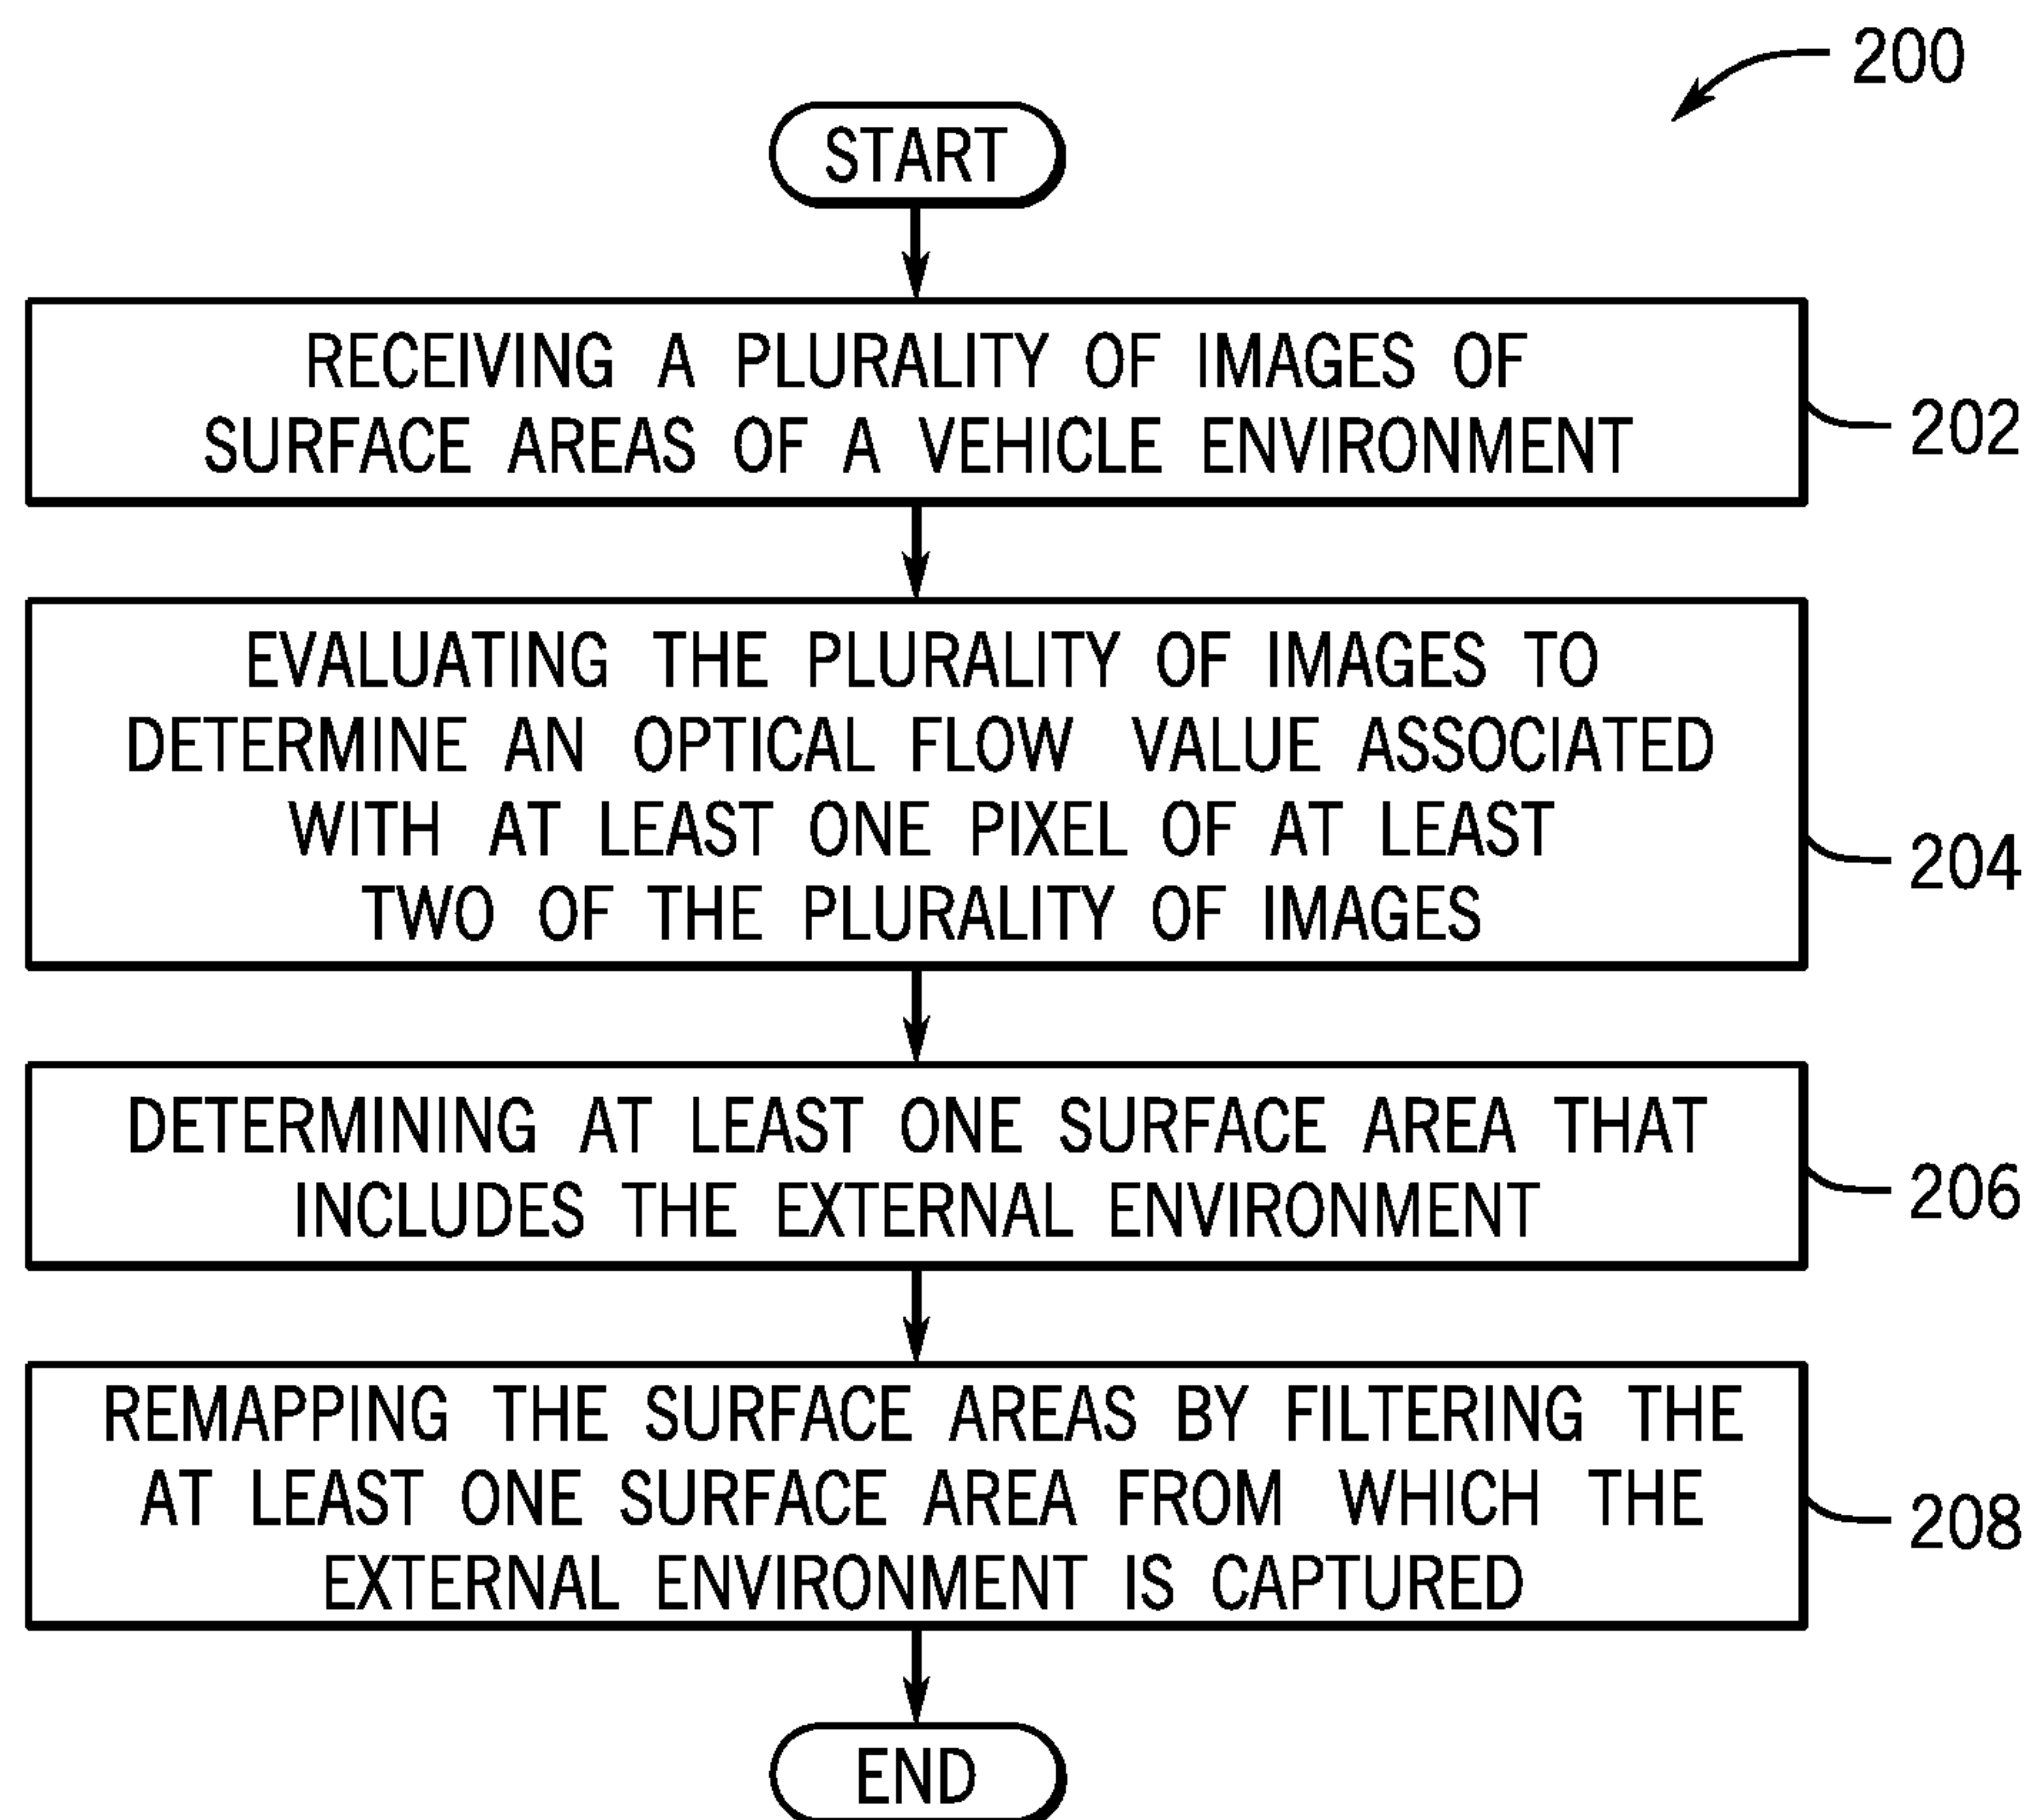 200
START
RECEIVING A PLURALITY OF IMAGES OF
SURFACE AREAS OF A VEHICLE ENVIRONMENT
202
EVALUATING THE PLURALITY OF IMAGES TO
DETERMINE AN OPTICAL FLOW VALUE ASSOCIATED
WITH AT LEAST ONE PIXEL OF AT LEAST
TWO OF THE PLURALITY OF IMAGES
204
DETERMINING AT LEAST ONE SURFACE AREA THAT
INCLUDES THE EXTERNAL ENVIRONMENT
206
REMAPPING THE SURFACE AREAS BY FILTERING THE
AT LEAST ONE SURFACE AREA FROM WHICH THE
EXTERNAL ENVIRONMENT IS CAPTURED
208
END